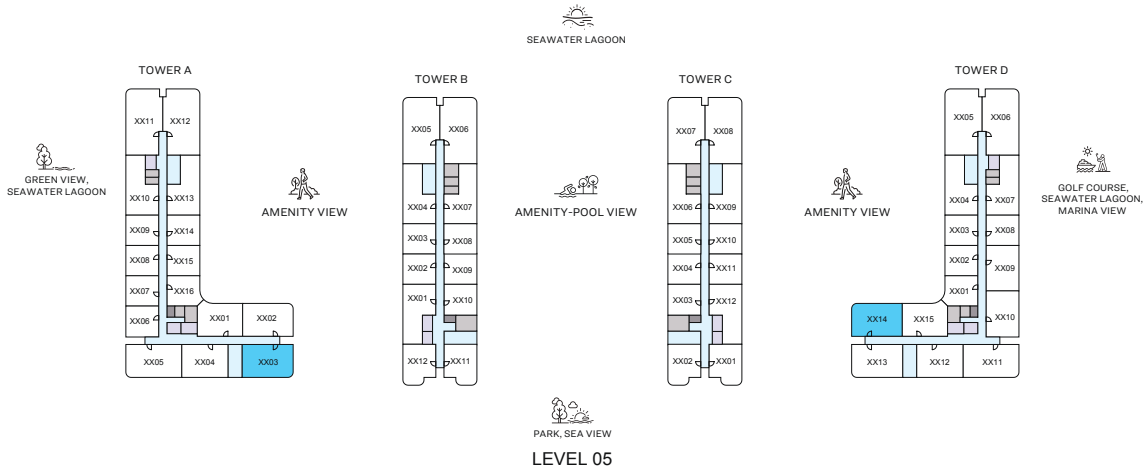 SEAWATER LAGOON
TOWER A
TOWER B
TOWER C
TOWER D
XX11 XX12
XX10 XX13
XX09 XX14
XX08 XX15
XX07 XX16
XX06 XX01 XX02
XX05 XX04 XX03
XX05 XX06
XX04 XX07
XX03 XX08
XX02 XX09
XX01 XX10
XX12 XX11
XX07 XX08
XX06 XX09
XX05 XX10
XX04 XX11
XX03 XX12
XX02 XX01
XX05 XX06
XX04 XX07
XX03 XX08
XX02 XX09
XX01
XX14 XX15 XX10
XX13 XX12 XX11
GREEN VIEW,
SEAWATER LAGOON
AMENITY VIEW
AMENITY-POOL VIEW
AMENITY VIEW
GOLF COURSE,
SEAWATER LAGOON,
MARINA VIEW
PARK, SEA VIEW
LEVEL 05